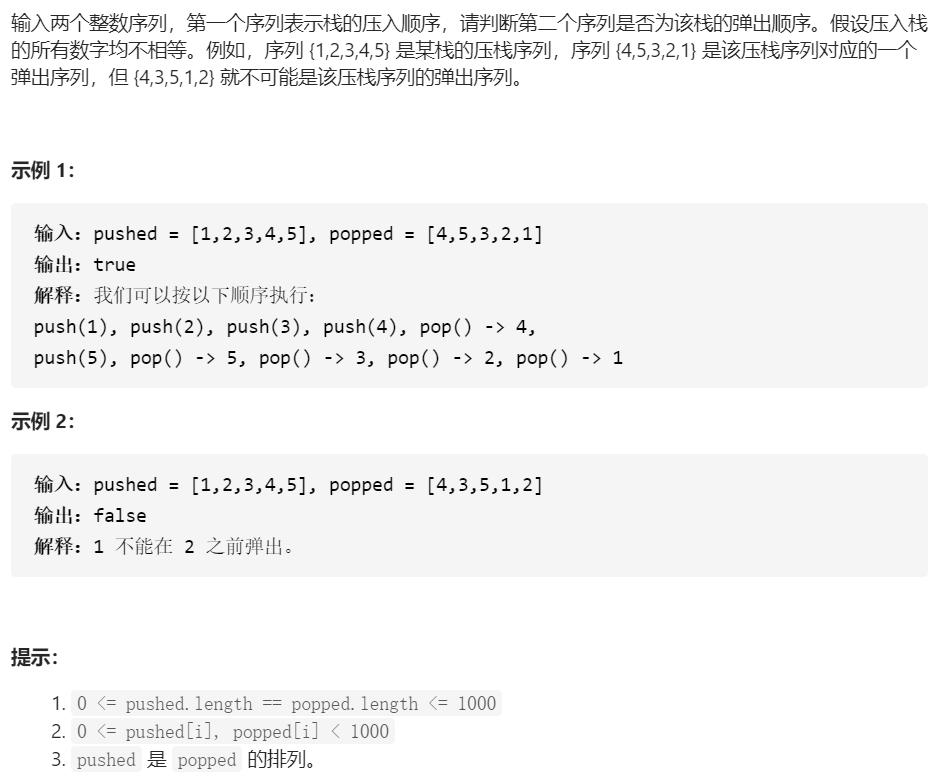 输入两个整数序列，第一个序列表示栈的压入顺序，请判断第二个序列是否为该栈的弹出顺序。假设压入栈
的所有数字均不相等。例如，序列 {1,2,3,4,5} 是某栈的压栈序列，序列 {4,5,3,2,1} 是该压栈序列对应的一个
弹出序列，但 {4,3,5,1,2} 就不可能是该压栈序列的弹出序列。
示例 1：
输入：pushed = [1,2,3,4,5], popped = [4,5,3,2,1]
输出：true
解释：我们可以按以下顺序执行：
push(1), push(2), push(3), push(4), pop() -> 4,
push(5), pop() -> 5, pop() -> 3, pop() -> 2, pop() -> 1
示例 2：
输入：pushed = [1,2,3,4,5], popped = [4,3,5,1,2]
输出：false
解释：1 不能在 2 之前弹出。
提示：
1. 0 <= pushed.length == popped.length <= 1000
2. 0 <= pushed[i], popped[i] < 1000
3. pushed 是 popped 的排列。